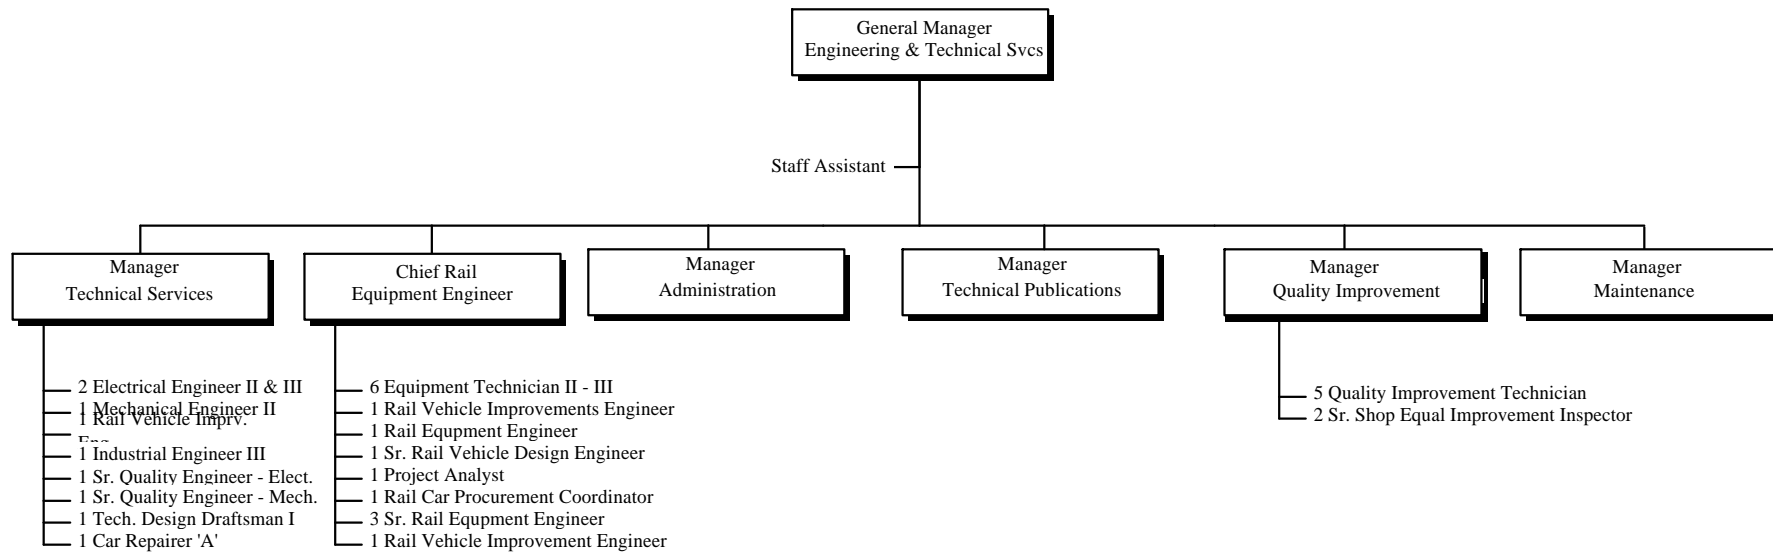 General Manager
Engineering & Technical Svcs
Staff Assistant
Manager
Technical Services
Chief Rail
Equipment Engineer
Manager
Administration
Manager
Technical Publications
Manager
Quality Improvement
Manager
Maintenance
2 Electrical Engineer II & III
1 Mechanical Engineer II
1 Rail Vehicle Imprv.
Eng.
1 Industrial Engineer III
1 Sr. Quality Engineer - Elect.
1 Sr. Quality Engineer - Mech.
1 Tech. Design Draftsman I
1 Car Repairer 'A'
6 Equipment Technician II - III
1 Rail Vehicle Improvements Engineer
1 Rail Equpment Engineer
1 Sr. Rail Vehicle Design Engineer
1 Project Analyst
1 Rail Car Procurement Coordinator
3 Sr. Rail Equpment Engineer
1 Rail Vehicle Improvement Engineer
5 Quality Improvement Technician
2 Sr. Shop Equal Improvement Inspector